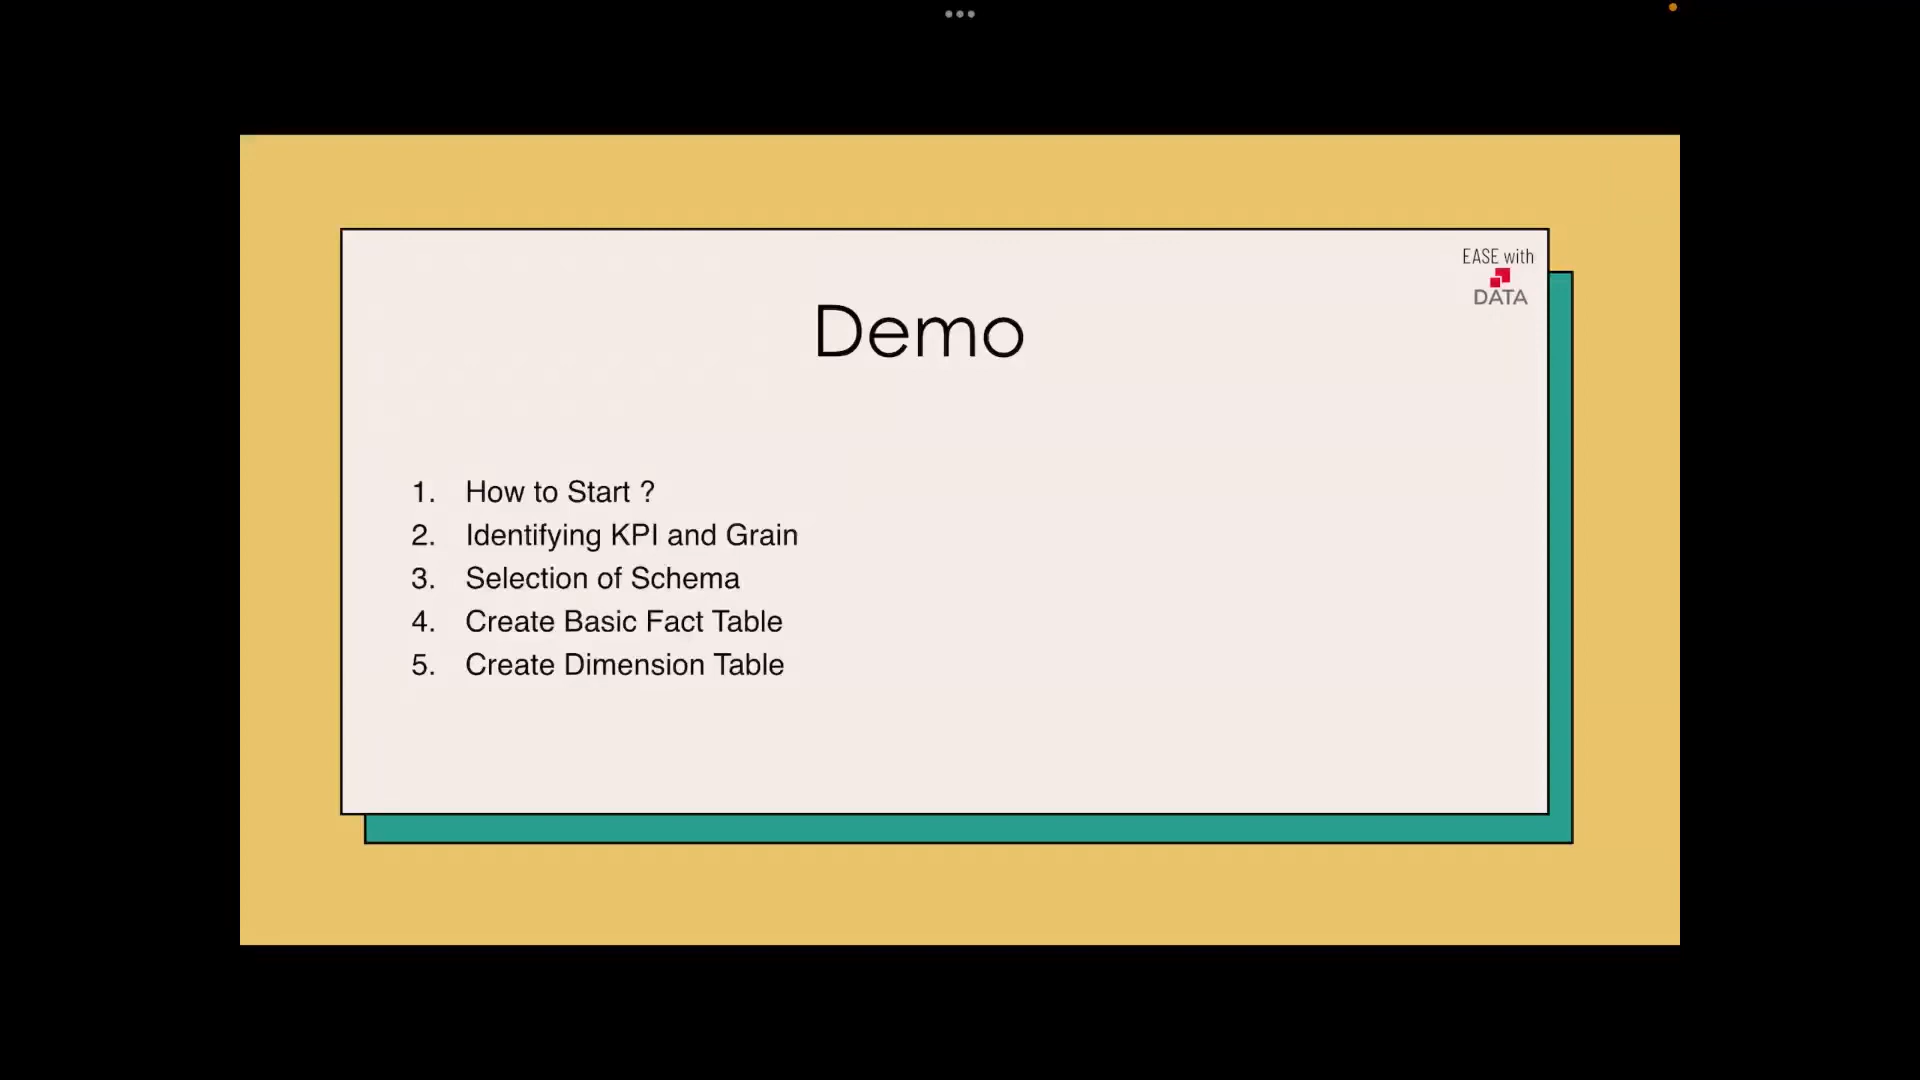 EASE with
DATA
Demo
1. How to Start ?
2. Identifying KPI and Grain
3. Selection of Schema
4. Create Basic Fact Table
5. Create Dimension Table